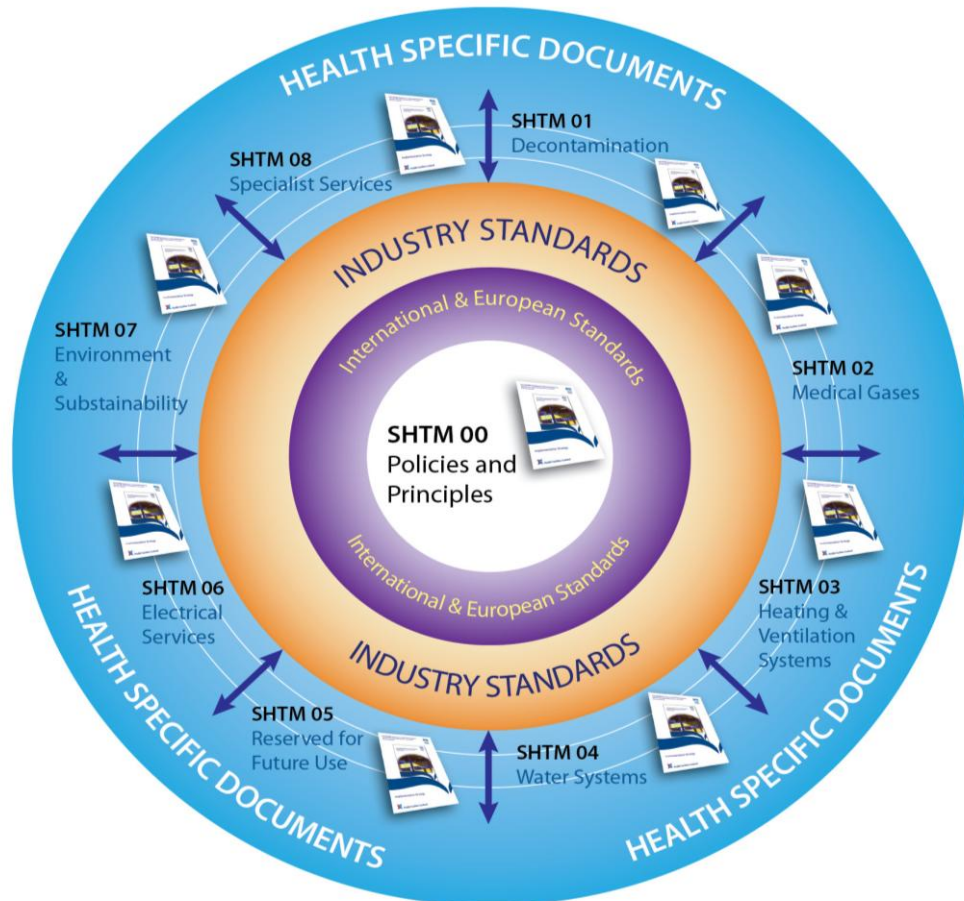 HEALTH SPECIFIC DOCUMENTS
SHTM 01
Decontamination
SHTM 08
Specialist Services
INDUSTRY STANDARDS
International & European Standards
SHTM 07
Environment
&
Substainability
SHTM 02
Medical Gases
SHTM 00
Policies and
Principles
SHTM 06
Electrical
Services
SHTM 03
Heating &
Ventilation
Systems
International & European Standards
INDUSTRY STANDARDS
SHTM 05
Reserved for
Future Use
SHTM 04
Water Systems
HEALTH SPECIFIC DOCUMENTS
HEALTH SPECIFIC DOCUMENTS